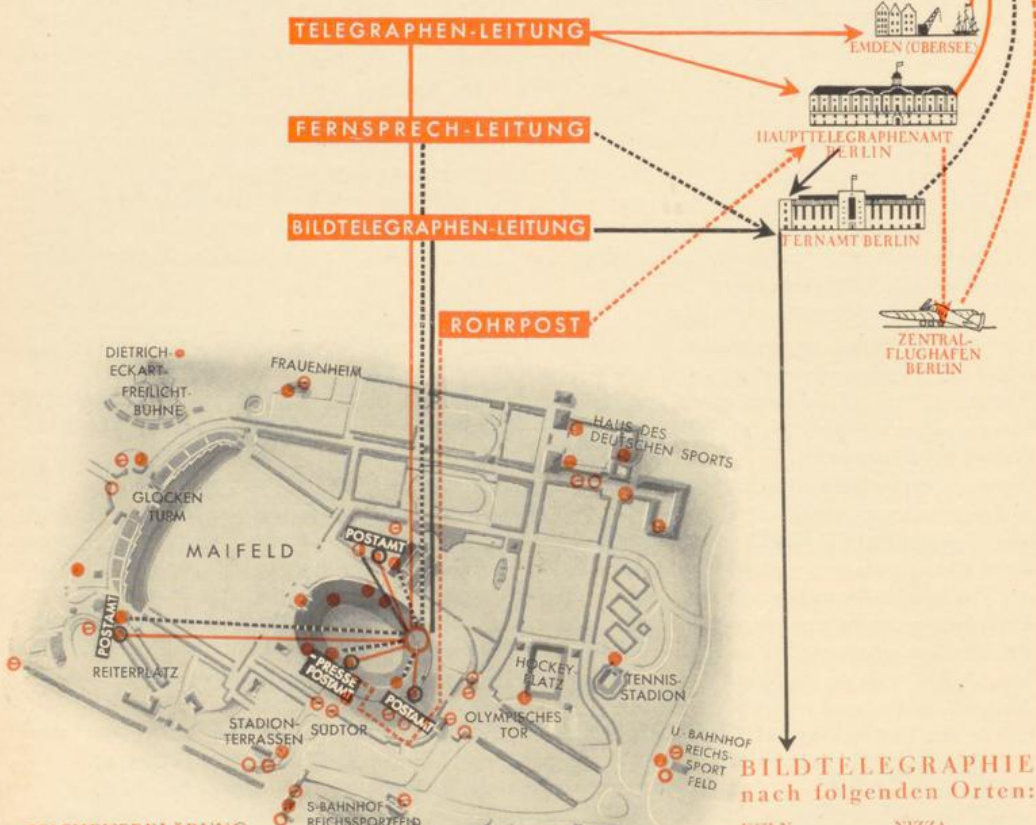 TELEGRAPHEN-LEITUNG
EMDEN (ÜBERSEE)
HAUPTTELEGRAPHENAMT
BERLIN
FERNSPRECH-LEITUNG
BILDTELEGRAPHEN-LEITUNG
FERNAMT BERLIN
ROHRPOST
ZENTRAL-
FLUGHAFEN
BERLIN
DIETRICH-
ECKART-
FREILICHT-
BÜHNE
FRAUENHEIM
HAUS DES
DEUTSCHEN SPORTS
GLOCKEN
TURM
MAIFELD
POSTAMT
POSTAMT
REITERPLATZ
-PRESSE
POSTAMT
POSTAMT
HOCKEY-
PLATZ
TENNIS-
STADION
STADION-
TERRASSEN
SÜDTOR
OLYMPISCHES
TOR
U-BAHNHOF
REICHS-
SPORT
FELD
S-BAHNHOF
REICHSSPORTFELD
BILDTELEGRAPHIE
nach folgenden Orten:
NIZZA